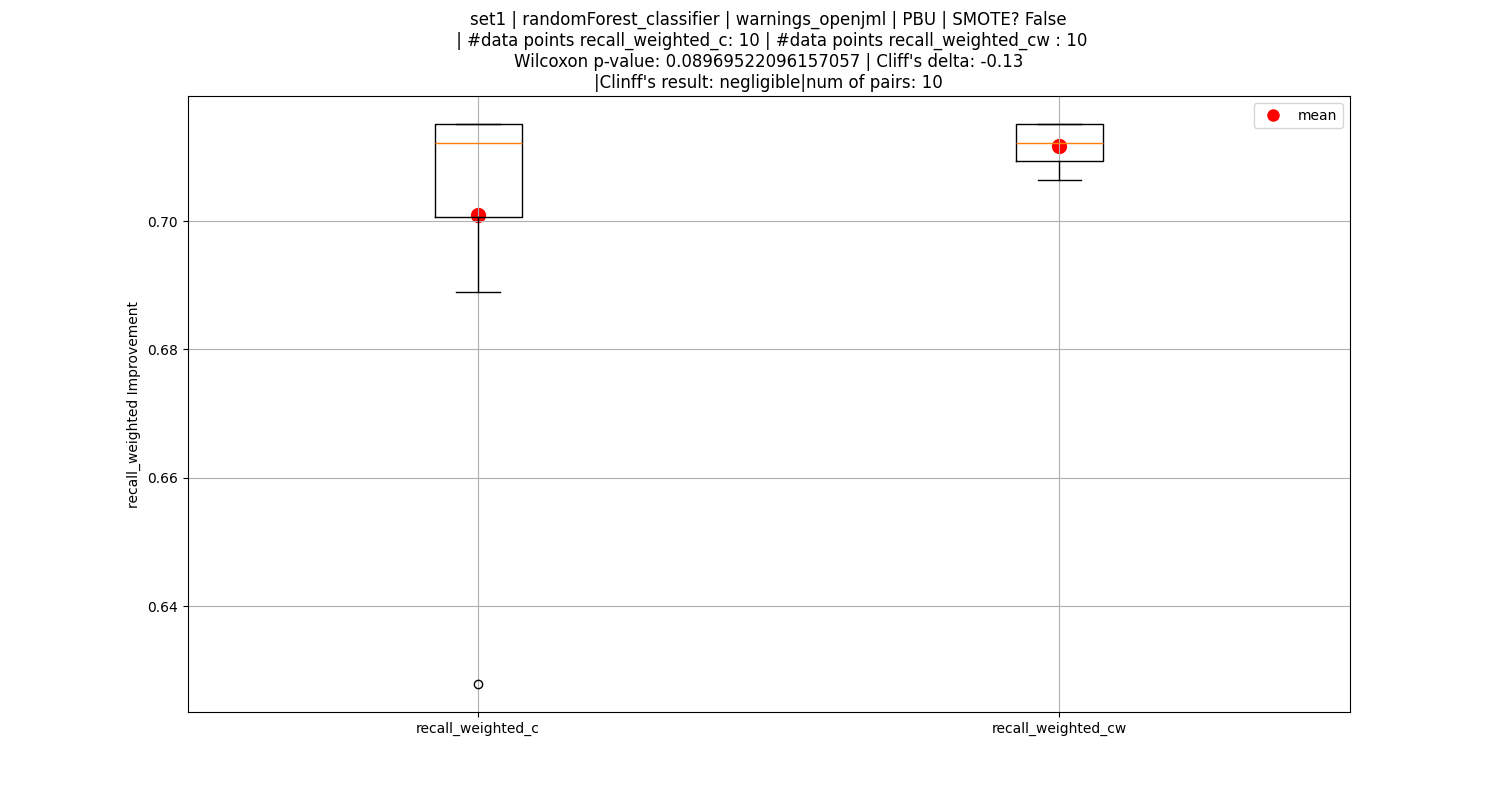 set1 | randomForest_classifier | warnings_openjml | PBU | SMOTE? False
| #data points recall_weighted_c: 10 | #data points recall_weighted_cw : 10
Wilcoxon p-value: 0.08969522096157057 | Cliff's delta: -0.13
|Clinff's result: negligible|num of pairs: 10
mean
recall_weighted Improvement
0.70
0.68
0.66
0.64
recall_weighted_c
recall_weighted_cw